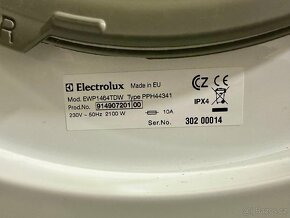 R
Electrolux Made in EU
Mod. EWP1464TDW Type PPH44341
Prod.No. 914907201 00
230V ~ 50Hz 2100 W 10A
IPX4
Ser.No. 302 00014